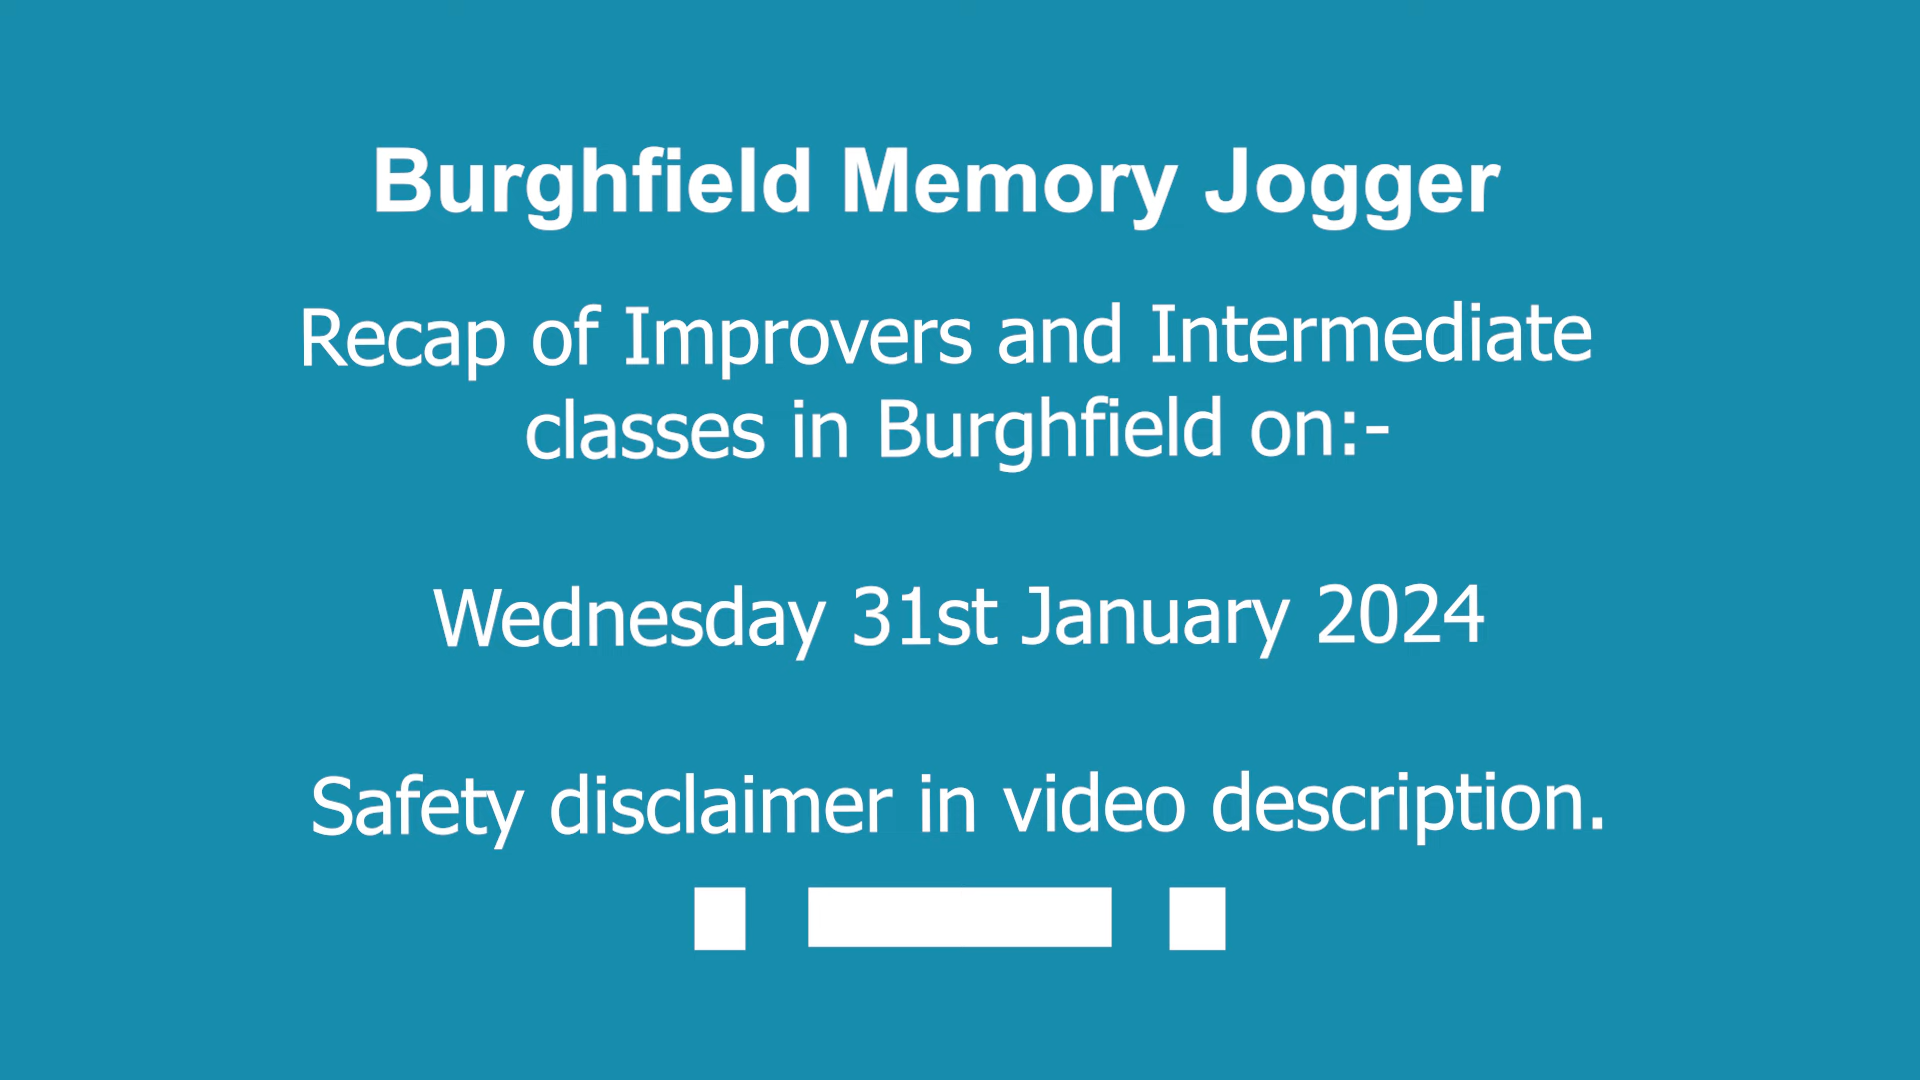 Burghfield Memory Jogger
Recap of Improvers and Intermediate
classes in Burghfield on:-
Wednesday 31st January 2024
Safety disclaimer in video description.